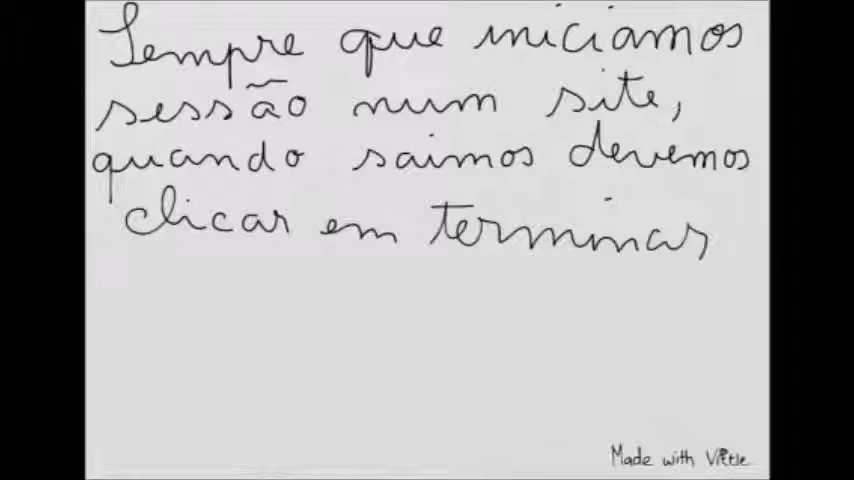 Sempre que iniciamos
sessão num site,
quando saimos devemos
clicar em terminar
Made with Vittle